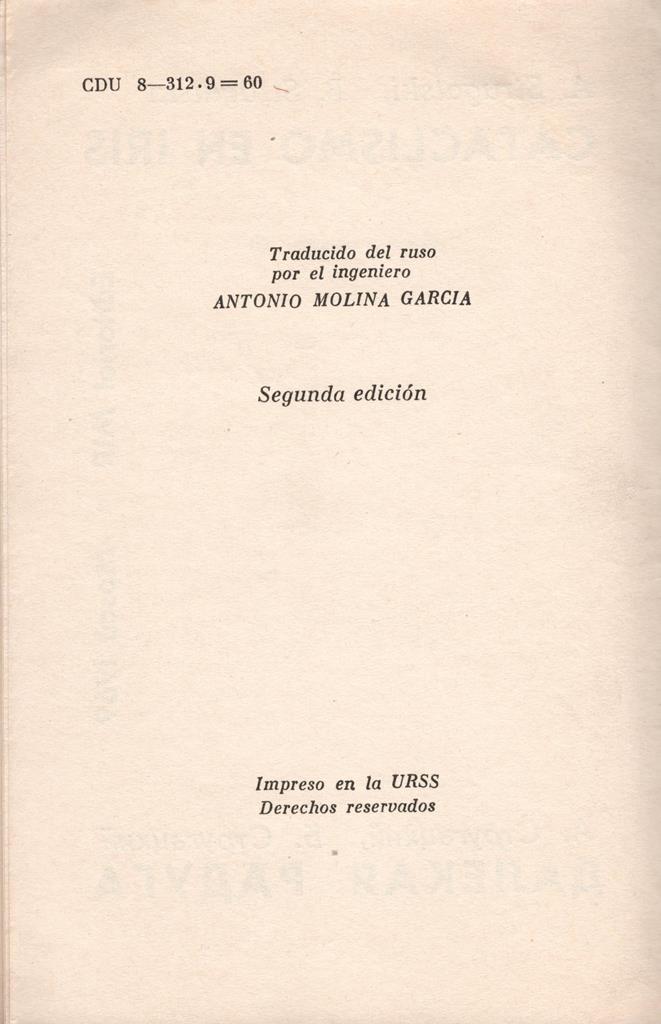 CDU 8—312.9=60
Traducido del ruso
por el ingeniero
ANTONIO MOLINA GARCIA
Segunda edición
Impreso en la URSS
Derechos reservados